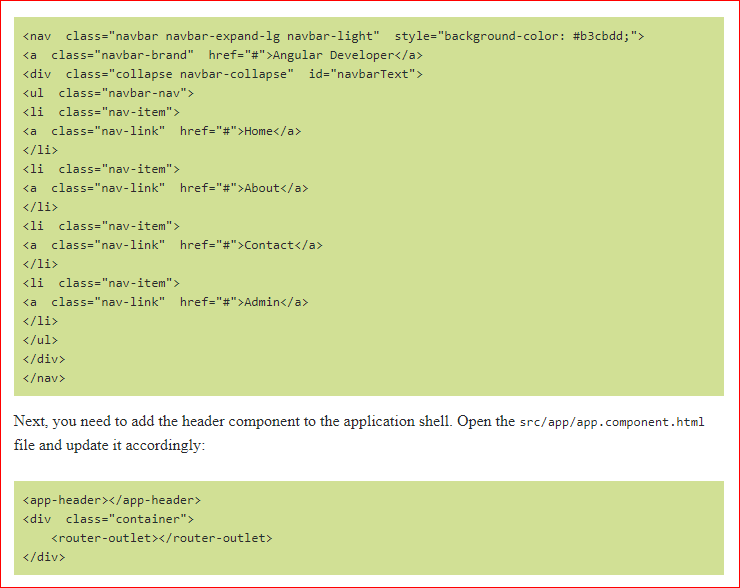 <nav  class="navbar navbar-expand-lg navbar-light"  style="background-color: #b3cbdd;">
<a  class="navbar-brand"  href="#">Angular Developer</a>
<div  class="collapse navbar-collapse"  id="navbarText">
<ul  class="navbar-nav">
<li  class="nav-item">
<a  class="nav-link"  href="#">Home</a>
</li>
<li  class="nav-item">
<a  class="nav-link"  href="#">About</a>
</li>
<li  class="nav-item">
<a  class="nav-link"  href="#">Contact</a>
</li>
<li  class="nav-item">
<a  class="nav-link"  href="#">Admin</a>
</li>
</ul>
</div>
</nav>
Next, you need to add the header component to the application shell. Open the src/app/app.component.html
file and update it accordingly:
<app-header></app-header>
<div  class="container">
    <router-outlet></router-outlet>
</div>